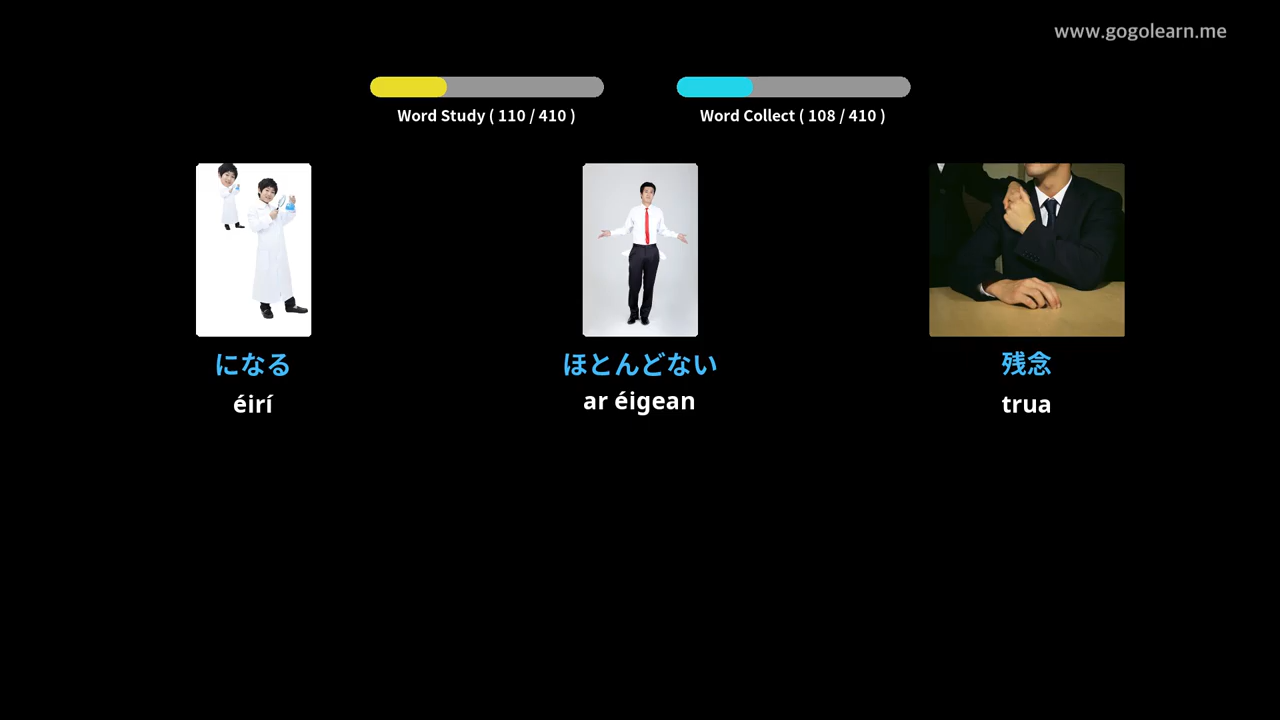 www.gogolearn.me
Word Study ( 110 / 410 )
Word Collect ( 108 / 410 )
になる
ほとんどない
残念
éirí
ar éigean
trua